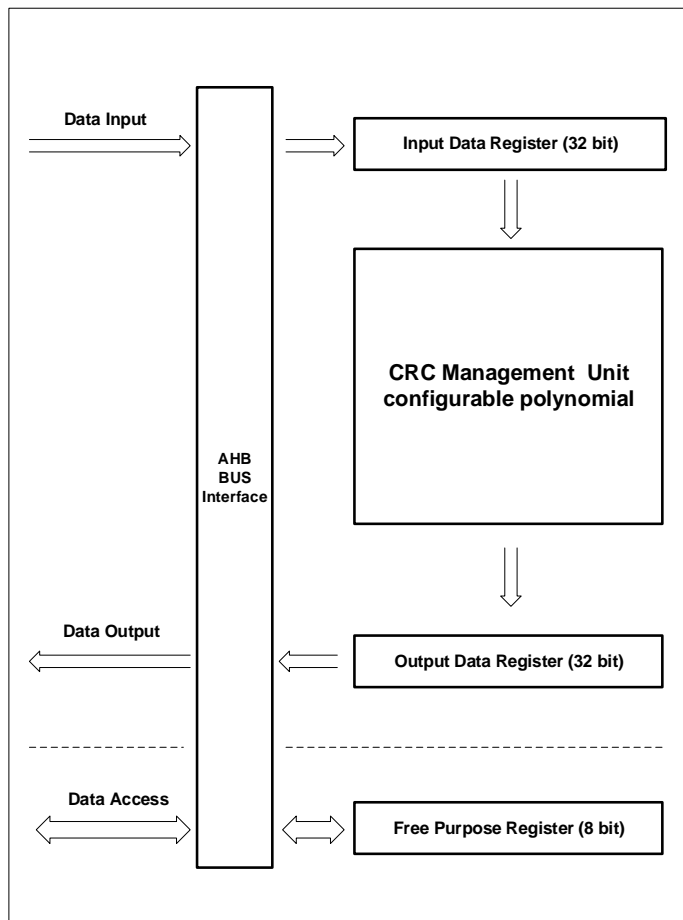 Data Input
Input Data Register (32 bit)
CRC Management Unit
configurable polynomial
AHB
BUS
Interface
Data Output
Output Data Register (32 bit)
Data Access
Free Purpose Register (8 bit)